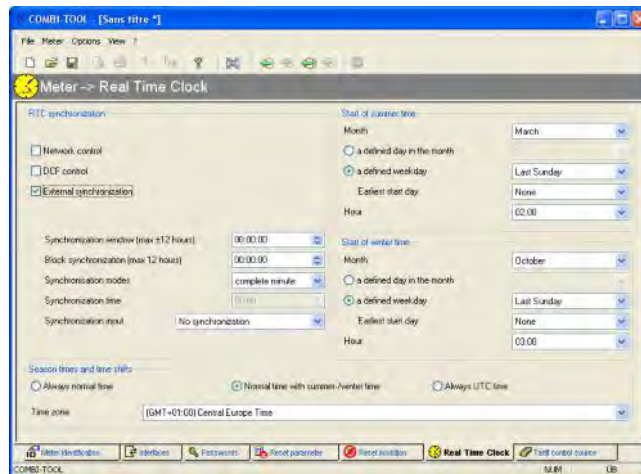 COMBI-TOOL - [Sans titre *]
File Meter Options View ?
Meter -> Real Time Clock
RTC synchronization
Network control
DCF control
External synchronization
Synchronization window (max ±12 hours) 00:00:00
Block synchronization (max 12 hours) 00:00:00
Synchronisation modes complete minute
Synchronization time
Synchronization input No synchronization
Start of summer time
Month March
a defined day in the month
a defined weekday Last Sunday
Earliest start day None
Hour 02:00
Start of winter time
Month October
a defined day in the month
a defined weekday Last Sunday
Earliest start day None
Hour 03:00
Season times and time shifts
Always normal time
Normal time with summer-/winter time
Always UTC time
Time zone (GMT+01:00) Central Europe Time
Meter identification Interfaces Passwords Reset parameter Reset inhibition Real Time Clock Tariff control source
COMBI-TOOL NUM ÜB